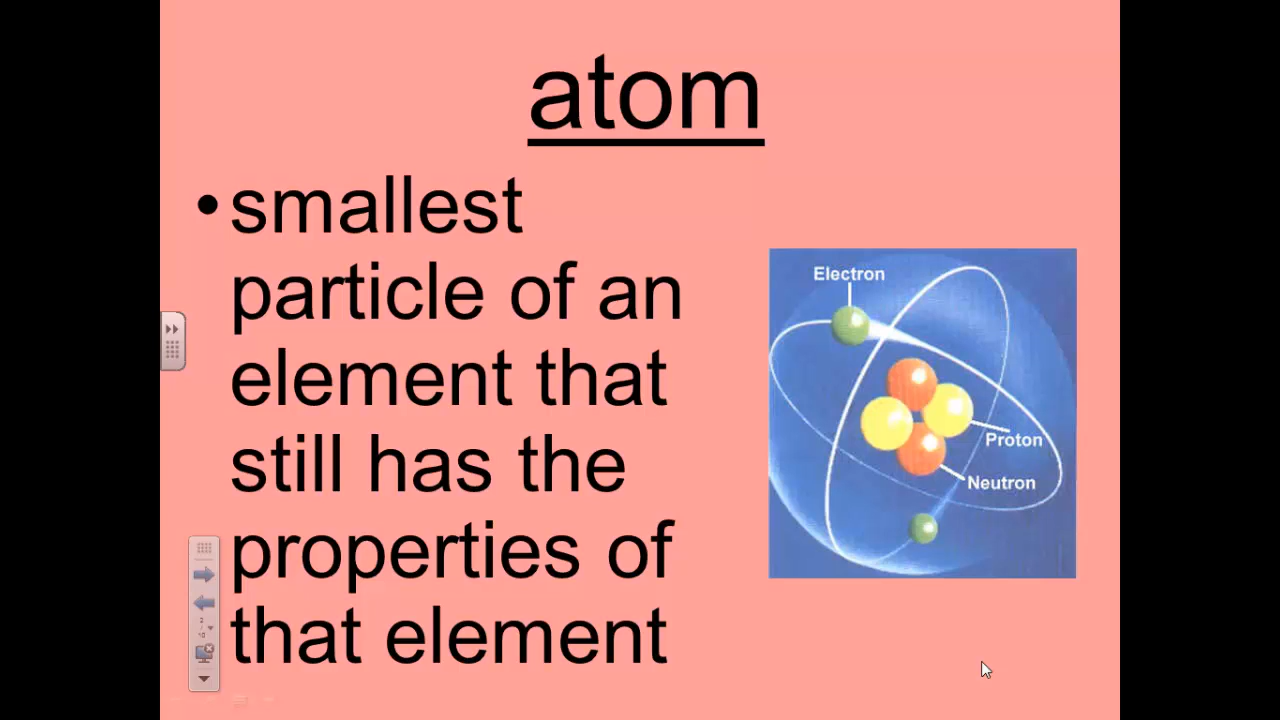 atom
• smallest
particle of an
element that
still has the
properties of
that element
Electron
Proton
Neutron